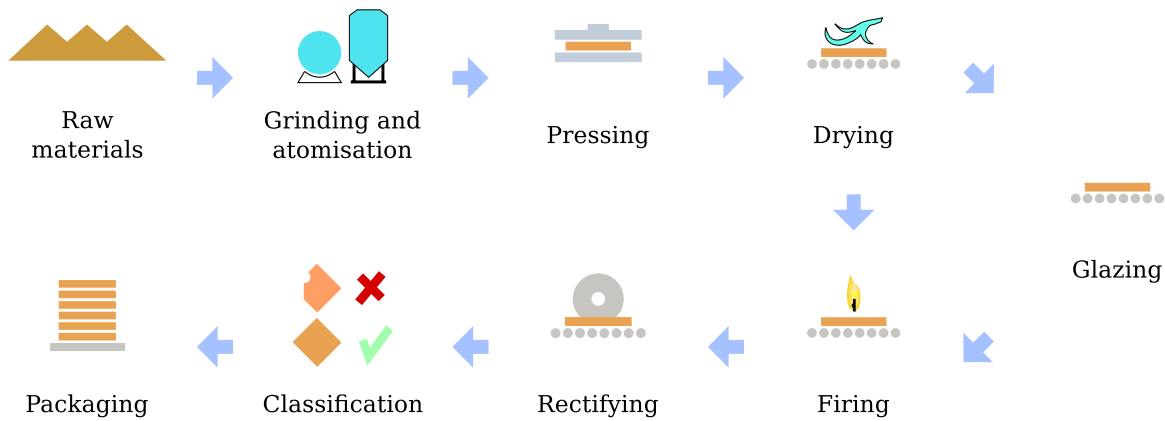 Raw
materials
Grinding and
atomisation
Pressing
Drying
Glazing
Firing
Rectifying
Classification
Packaging